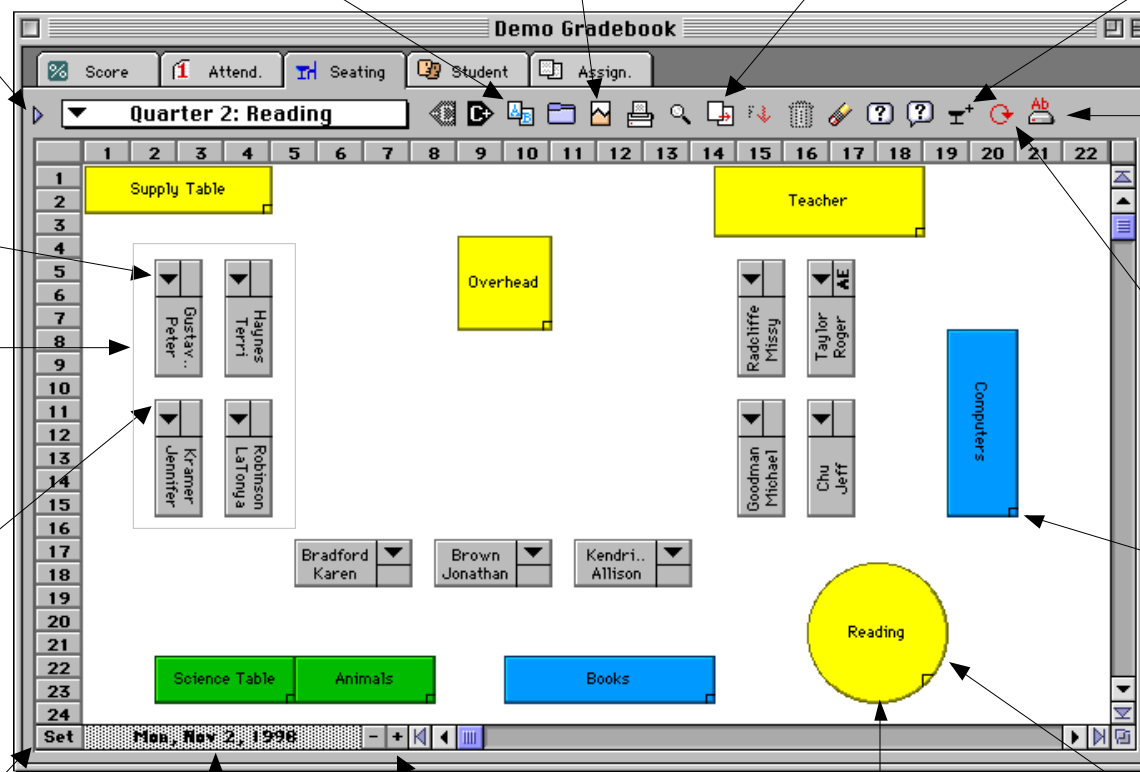 Demo Gradebook
% Score
1 Attend.
Seating
Student
Assign.
Quarter 2: Reading
A B
? ?
+
Ab
1 2 3 4 5 6 7 8 9 10 11 12 13 14 15 16 17 18 19 20 21 22
1
2
3
4
5
6
7
8
9
10
11
12
13
14
15
16
17
18
19
20
21
22
23
24
Supply Table
Teacher
Overhead
Gustav..
Peter
Haynes
Terri
Radcliffe
Missy
AE
Taylor
Roger
Computers
Kramer
Jennifer
Robinson
LaTonya
Goodman
Michael
Chu
Jeff
Bradford
Karen
Brown
Jonathan
Kendri..
Allison
Reading
Science Table
Animals
Books
Set
Mon, Nov 2, 1998
- +